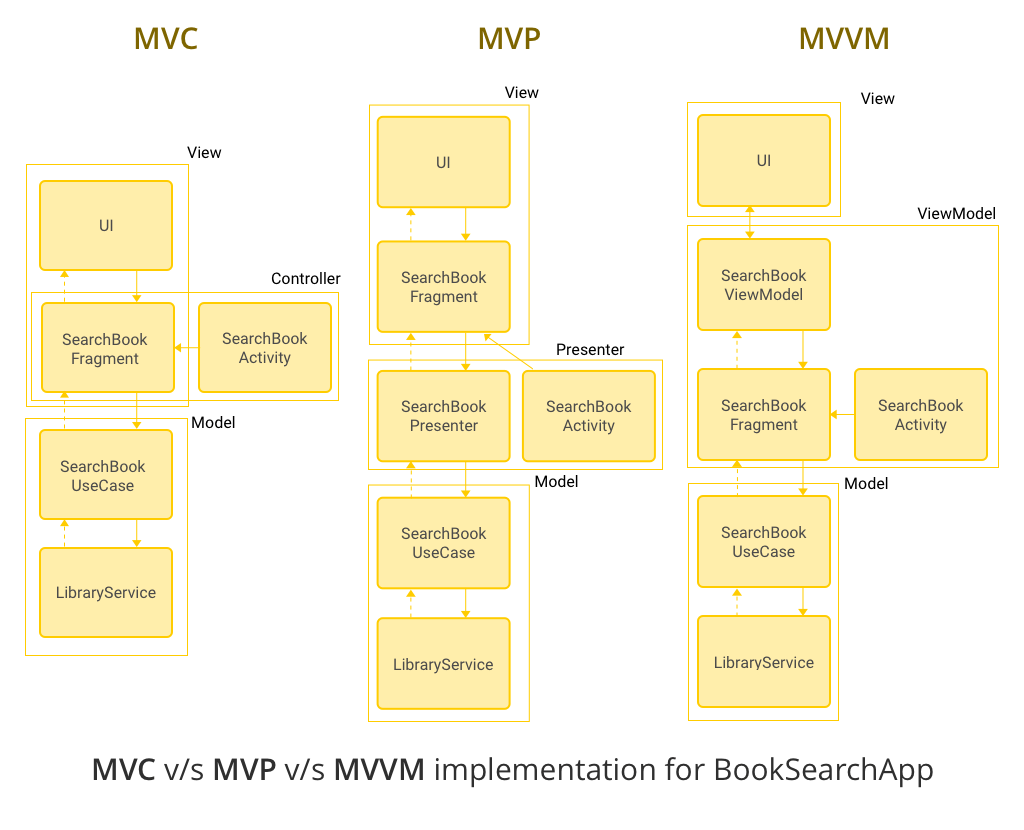 MVC
View
UI
Controller
SearchBook
Fragment
SearchBook
Activity
Model
SearchBook
UseCase
LibraryService
MVP
View
UI
SearchBook
Fragment
Presenter
SearchBook
Presenter
SearchBook
Activity
Model
SearchBook
UseCase
LibraryService
MVVM
View
UI
ViewModel
SearchBook
ViewModel
SearchBook
Fragment
SearchBook
Activity
Model
SearchBook
UseCase
LibraryService
MVC v/s MVP v/s MVVM implementation for BookSearchApp